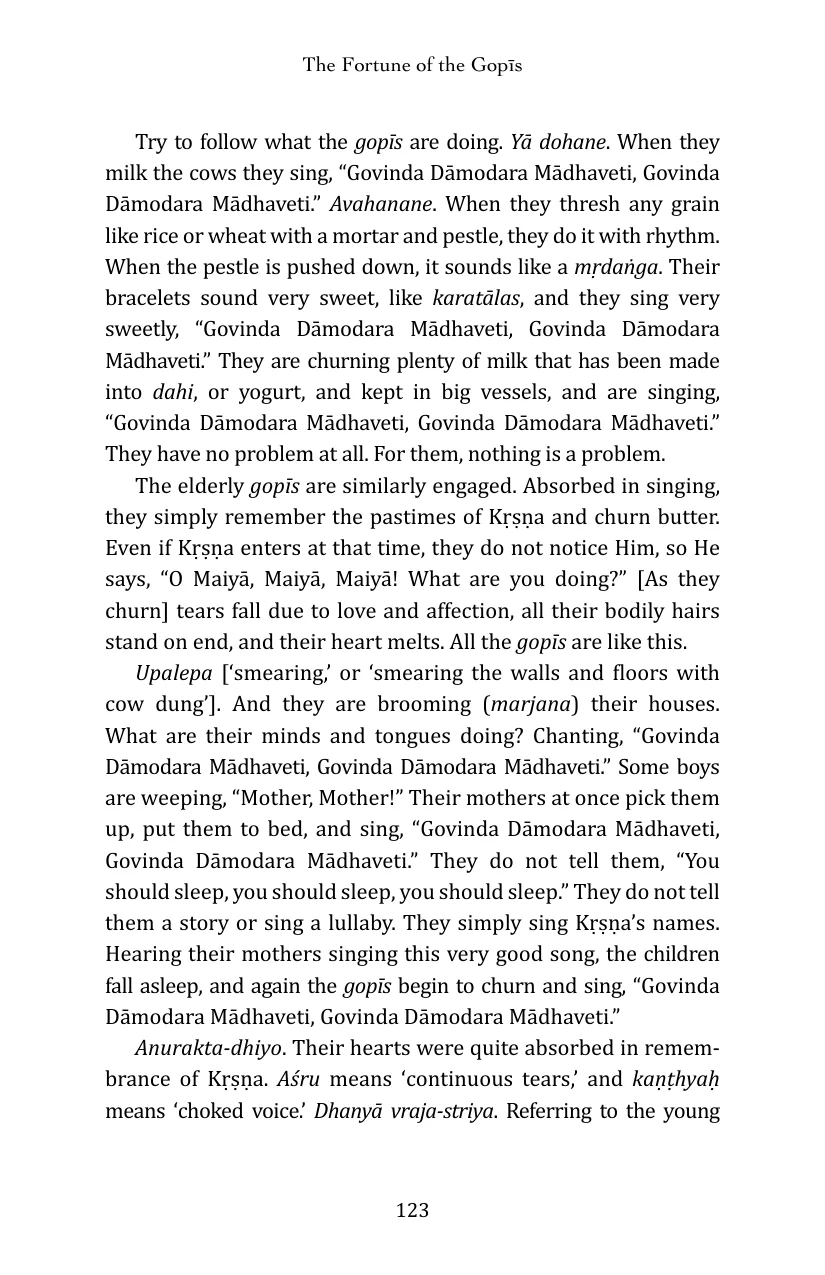 The Fortune of the Gopīs
Try to follow what the gopīs are doing. Yā dohane. When they
milk the cows they sing, “Govinda Dāmodara Mādhaveti, Govinda
Dāmodara Mādhaveti.” Avahanane. When they thresh any grain
like rice or wheat with a mortar and pestle, they do it with rhythm.
When the pestle is pushed down, it sounds like a mṛdaṅga. Their
bracelets sound very sweet, like karatālas, and they sing very
sweetly, “Govinda Dāmodara Mādhaveti, Govinda Dāmodara
Mādhaveti.” They are churning plenty of milk that has been made
into dahi, or yogurt, and kept in big vessels, and are singing,
“Govinda Dāmodara Mādhaveti, Govinda Dāmodara Mādhaveti.”
They have no problem at all. For them, nothing is a problem.
The elderly gopīs are similarly engaged. Absorbed in singing,
they simply remember the pastimes of Kṛṣṇa and churn butter.
Even if Kṛṣṇa enters at that time, they do not notice Him, so He
says, “O Maiyā, Maiyā, Maiyā! What are you doing?” [As they
churn] tears fall due to love and affection, all their bodily hairs
stand on end, and their heart melts. All the gopīs are like this.
Upalepa [‘smearing,’ or ‘smearing the walls and floors with
cow dung’]. And they are brooming (marjana) their houses.
What are their minds and tongues doing? Chanting, “Govinda
Dāmodara Mādhaveti, Govinda Dāmodara Mādhaveti.” Some boys
are weeping, “Mother, Mother!” Their mothers at once pick them
up, put them to bed, and sing, “Govinda Dāmodara Mādhaveti,
Govinda Dāmodara Mādhaveti.” They do not tell them, “You
should sleep, you should sleep, you should sleep.” They do not tell
them a story or sing a lullaby. They simply sing Kṛṣṇa’s names.
Hearing their mothers singing this very good song, the children
fall asleep, and again the gopīs begin to churn and sing, “Govinda
Dāmodara Mādhaveti, Govinda Dāmodara Mādhaveti.”
Anurakta-dhiyo. Their hearts were quite absorbed in remem-
brance of Kṛṣṇa. Aśru means ‘continuous tears,’ and kaṇṭhyaḥ
means ‘choked voice.’ Dhanyā vraja-striya. Referring to the young
123